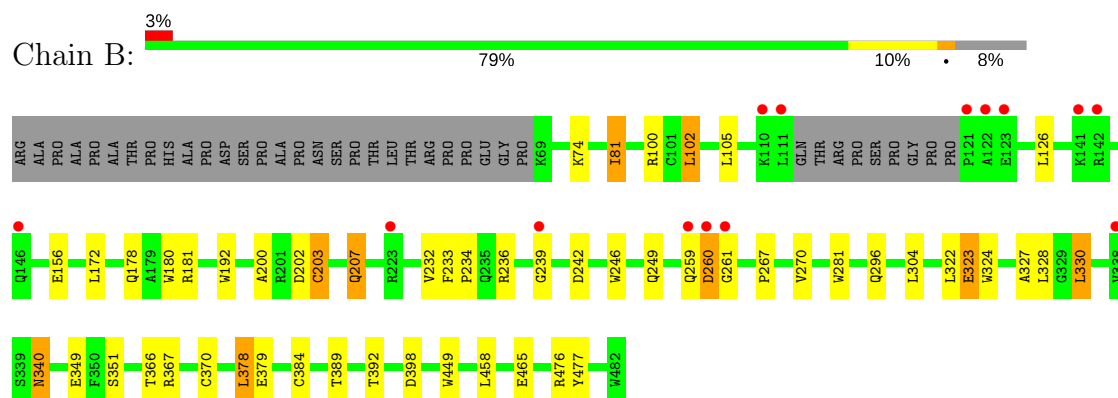 3%
Chain B:
79% 10% • 8%
ARG ALA PRO ALA PRO ALA THR PRO HIS ALA PRO ASP SER PRO ALA PRO ASN SER PRO THR LEU THR ARG PRO PRO GLU GLY PRO K69 K74 I81 R100 C101 L102 L105 K110 L111 GLN THR ARG PRO SER PRO GLY PRO PRO P121 A122 E123 L126 K141 R142
Q146 E156 L172 Q178 A179 W180 R181 W192 A200 R201 D202 C203 Q207 R223 V232 F233 P234 Q235 R236 G239 D242 W246 Q249 Q259 D260 G261 P267 V270 W281 Q296 L304 L322 E323 W324 A327 L328 G329 L330 V338
S339 N340 E349 F350 S351 T366 R367 C370 L378 E379 C384 T389 T392 D398 W449 L458 E465 R476 Y477 W482